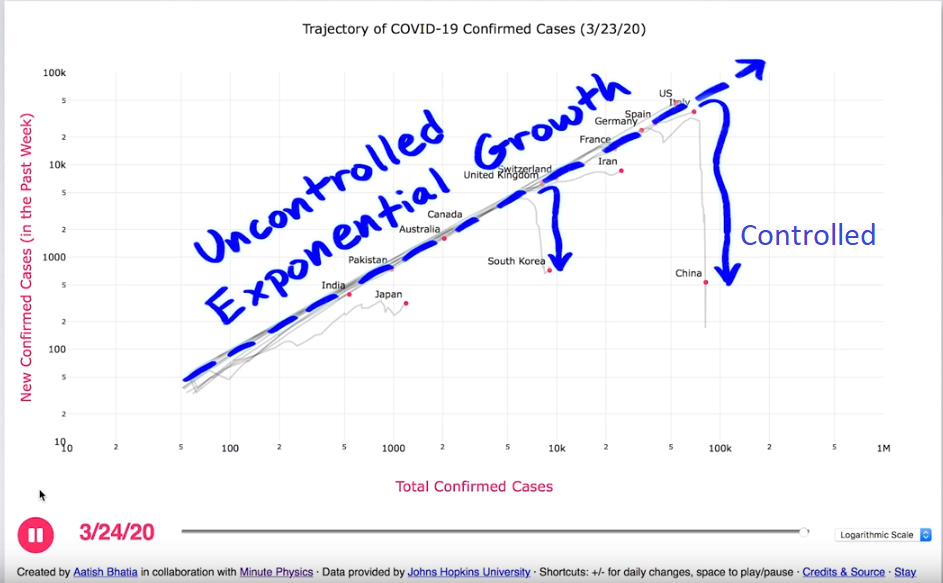 Trajectory of COVID-19 Confirmed Cases (3/23/20)
New Confirmed Cases (in the Past Week)
100k
5
2
10k
5
2
1000
5
2
100
5
2
10
Uncontrolled
Exponential Growth
Controlled
US
Italy
Spain
Germany
France
Iran
Switzerland
United Kingdom
Canada
Australia
South Korea
Pakistan
China
India
Japan
10 2 5 100 2 5 1000 2 5 10k 2 5 100k 2 5 1M
Total Confirmed Cases
3/24/20
Logarithmic Scale
Created by Aatish Bhatia in collaboration with Minute Physics · Data provided by Johns Hopkins University · Shortcuts: +/- for daily changes, space to play/pause · Credits & Source · Stay